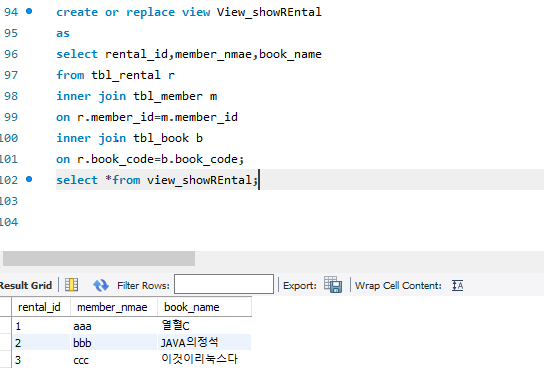 94 create or replace view View_showREntal
95 as
96 select rental_id,member_nmae,book_name
97 from tbl_rental r
98 inner join tbl_member m
99 on r.member_id=m.member_id
100 inner join tbl_book b
101 on r.book_code=b.book_code;
102 select *from view_showREntal;
103
104
Result Grid Filter Rows: Export: Wrap Cell Content:
rental_id member_nmae book_name
1 aaa 열혈C
2 bbb JAVA의정석
3 ccc 이것이리눅스다